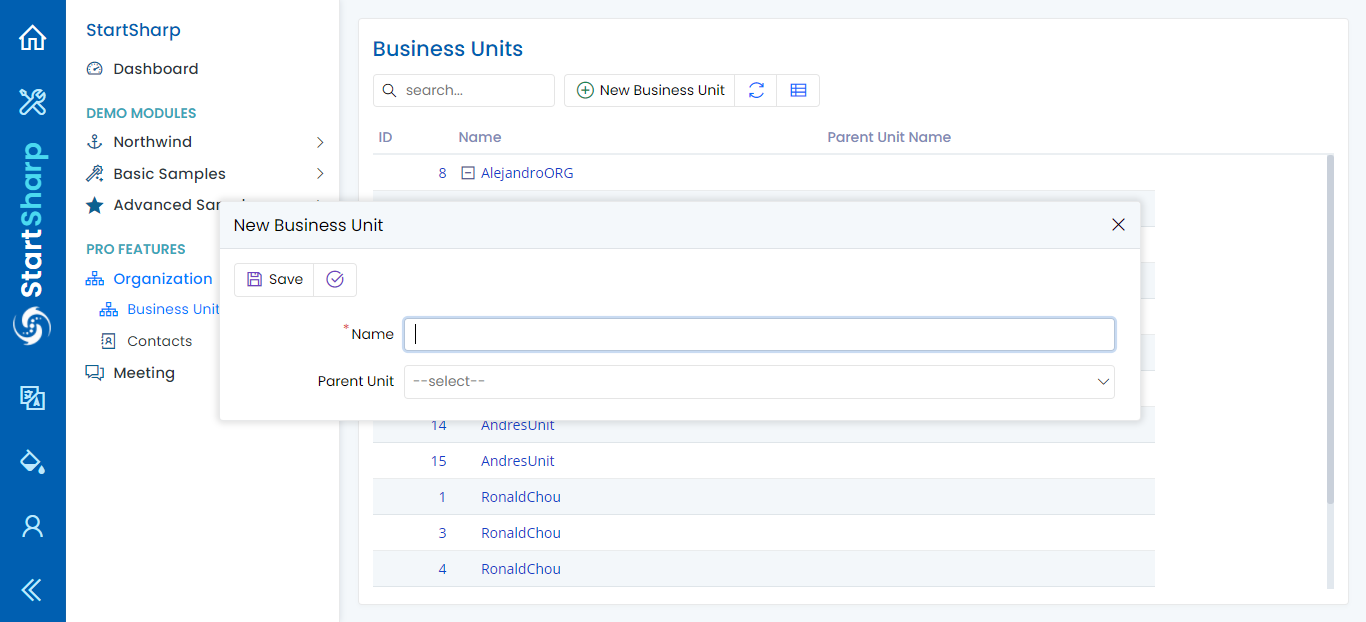 StartSharp
StartSharp
Dashboard
DEMO MODULES
Northwind
Basic Samples
Advanced
PRO FEATURES
Organization
Business Unit
Contacts
Meeting
Business Units
search...
New Business Unit
ID Name Parent Unit Name
8 AlejandroORG
New Business Unit
Save
* Name
Parent Unit --select--
14 AndresUnit
15 AndresUnit
1 RonaldChou
3 RonaldChou
4 RonaldChou